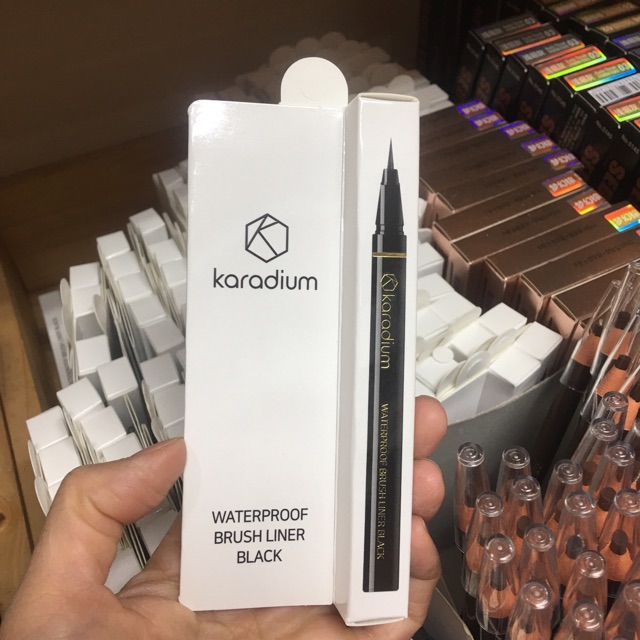 karadium
WATERPROOF
BRUSH LINER
BLACK
karadium
WATERPROOF BRUSH LINER BLACK